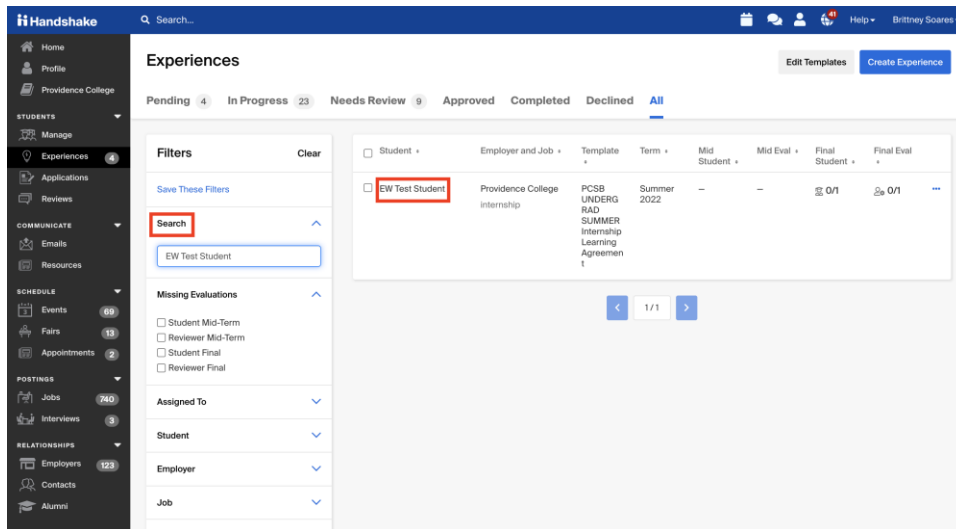 Handshake
Search...
41
Help
Brittney Soares
Home
Profile
Providence College
STUDENTS
Manage
Experiences 4
Applications
Reviews
COMMUNICATE
Emails
Resources
SCHEDULE
Events 69
Fairs 13
Appointments 2
POSTINGS
Jobs 740
Interviews 3
RELATIONSHIPS
Employers 123
Contacts
Alumni
Experiences
Edit Templates
Create Experience
Pending 4 In Progress 23 Needs Review 9 Approved Completed Declined All
Filters Clear
Save These Filters
Search
EW Test Student
Missing Evaluations
Student Mid-Term
Reviewer Mid-Term
Student Final
Reviewer Final
Assigned To
Student
Employer
Job
Student
Employer and Job
Template
Term
Mid
Student
Mid Eval
Final
Student
Final Eval
EW Test Student
Providence College
internship
PCSB
UNDERG
RAD
SUMMER
Internship
Learning
Agreemen
t
Summer
2022
–
–
0/1
0/1
...
< 1 / 1 >